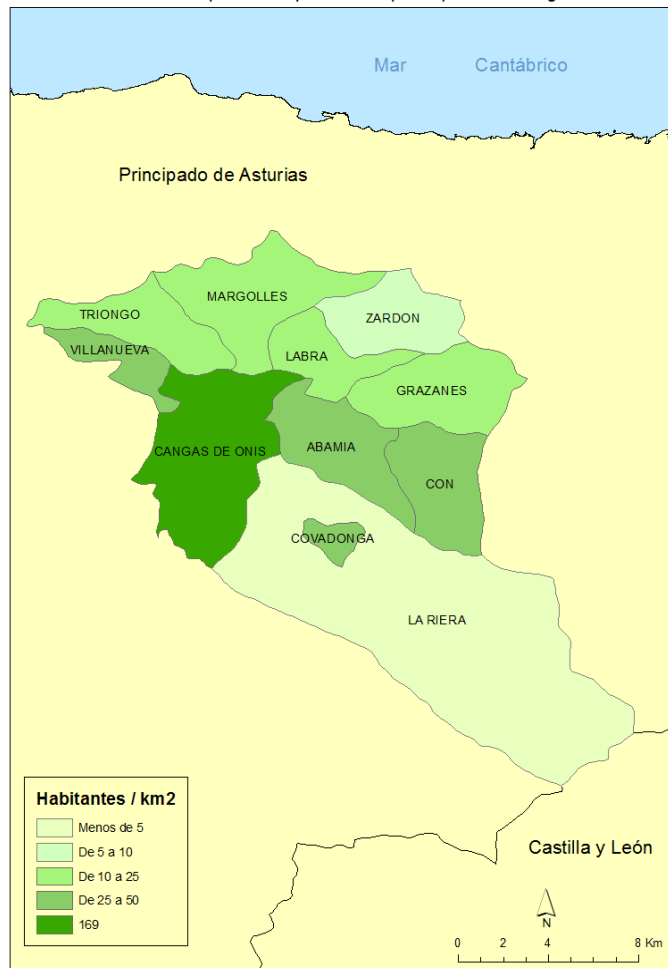 Mar Cantábrico
Principado de Asturias
MARGOLLES
TRIONGO
ZARDON
VILLANUEVA
LABRA
GRAZANES
ABAMIA
CANGAS DE ONIS
CON
COVADONGA
LA RIERA
Habitantes / km2
Menos de 5
De 5 a 10
De 10 a 25
De 25 a 50
169
Castilla y León
N
0 2 4 8 Km